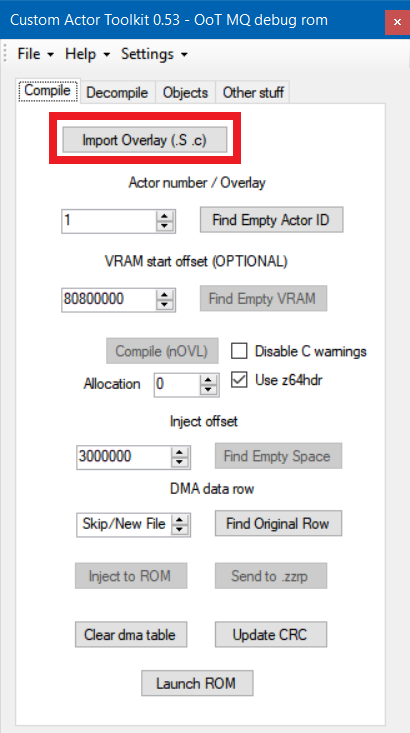 Custom Actor Toolkit 0.53 - OoT MQ debug rom
File Help Settings
Compile Decompile Objects Other stuff
Import Overlay (.S .c)
Actor number / Overlay
1 Find Empty Actor ID
VRAM start offset (OPTIONAL)
80800000 Find Empty VRAM
Compile (nOVL) Disable C warnings
Allocation 0 Use z64hdr
Inject offset
3000000 Find Empty Space
DMA data row
Skip/New File Find Original Row
Inject to ROM Send to .zzrp
Clear dma table Update CRC
Launch ROM